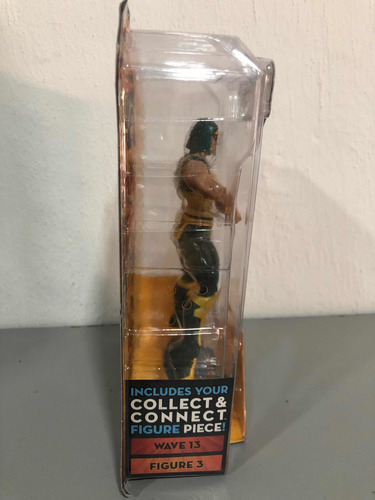 INCLUDES YOUR
COLLECT &
CONNECT
FIGURE PIECE!
WAVE 13
FIGURE 3